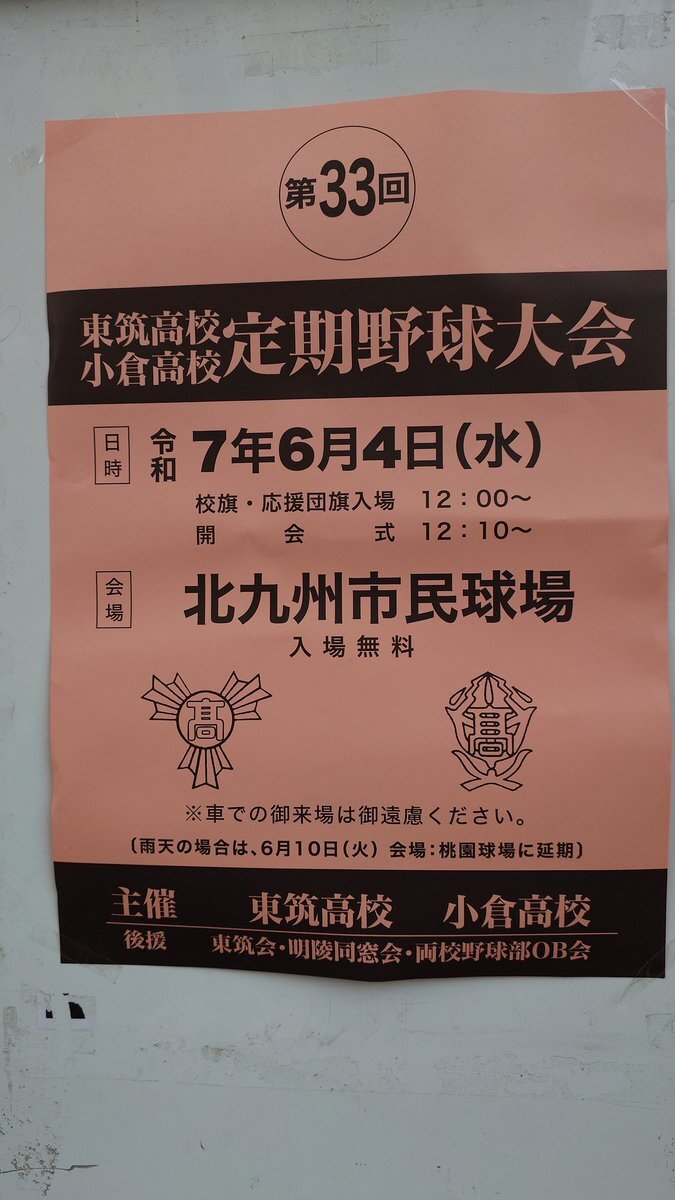 第33回
東筑高校
小倉高校
定期野球大会
日時
令和7年6月4日(水)
校旗・応援団旗入場 12:00〜
開会式 12:10〜
会場
北九州市民球場
入場無料
高 高
※車での御来場は御遠慮ください。
〔雨天の場合は、6月10日(火) 会場:桃園球場に延期〕
主催 東筑高校 小倉高校
後援 東筑会・明陵同窓会・両校野球部OB会